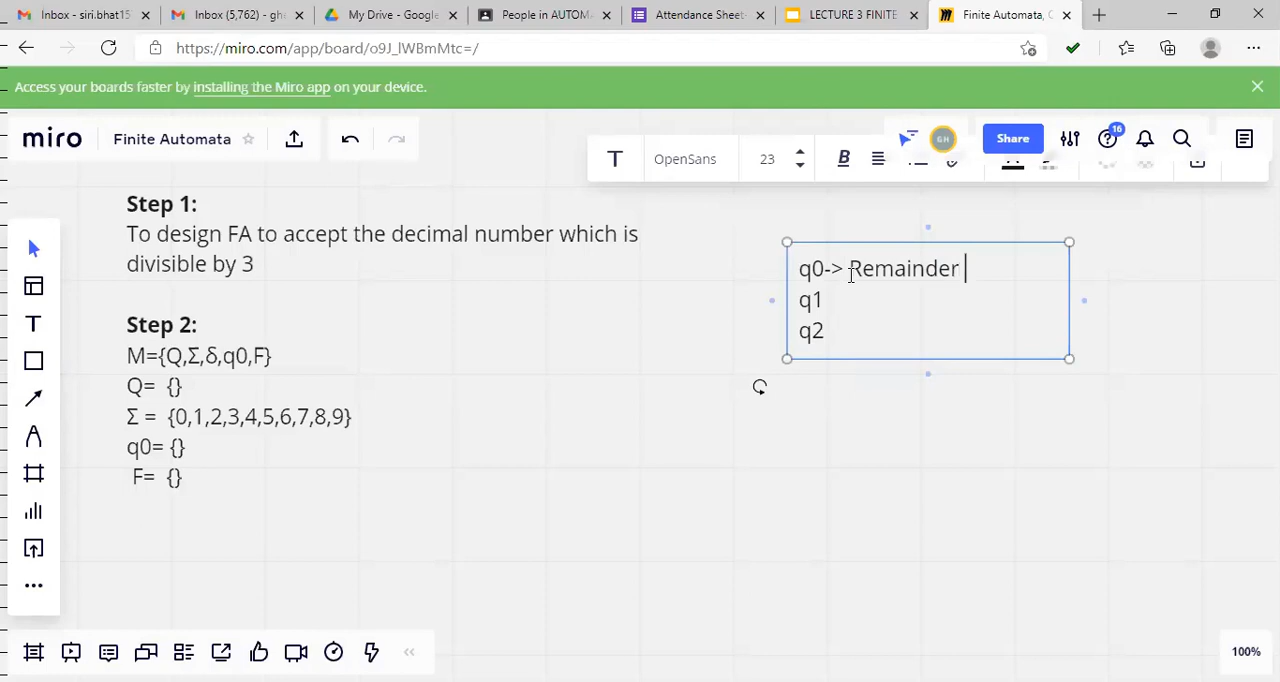 Inbox - siri.bhat15
Inbox (5,762) - ghe
My Drive - Google
People in AUTOM
Attendance Sheet-
LECTURE 3 FINITE
Finite Automata, C
https://miro.com/app/board/o9J_lWBmMtc=/
Access your boards faster by installing the Miro app on your device.
miro
Finite Automata
GH
Share
16
T
OpenSans
23
B
Step 1:
To design FA to accept the decimal number which is
divisible by 3
q0-> Remainder
q1
q2
Step 2:
M={Q,Σ,δ,q0,F}
Q= {}
Σ = {0,1,2,3,4,5,6,7,8,9}
q0= {}
F= {}
100%